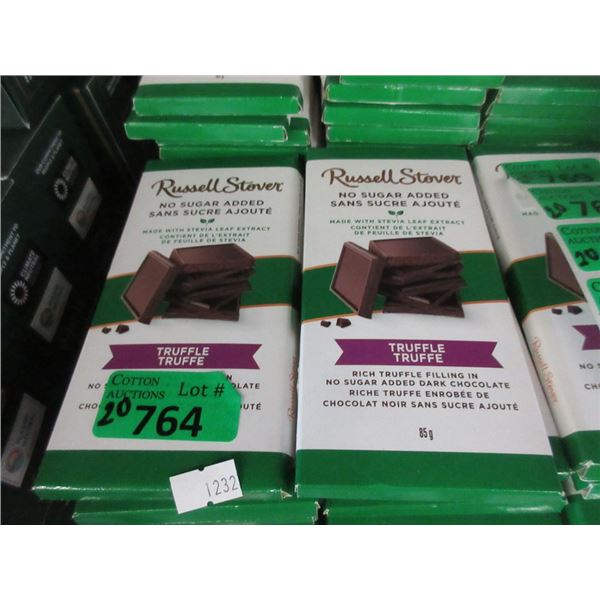 Russell Stover
NO SUGAR ADDED
SANS SUCRE AJOUTÉ
MADE WITH STEVIA LEAF EXTRACT
CONTIENT DE L'EXTRAIT
DE FEUILLE DE STEVIA
TRUFFLE
TRUFFE
COTTON
AUCTIONS
Lot #
20 764
1232
Russell Stover
NO SUGAR ADDED
SANS SUCRE AJOUTÉ
MADE WITH STEVIA LEAF EXTRACT
CONTIENT DE L'EXTRAIT
DE FEUILLE DE STEVIA
TRUFFLE
TRUFFE
RICH TRUFFLE FILLING IN
NO SUGAR ADDED DARK CHOCOLATE
RICHE TRUFFE ENROBÉE DE
CHOCOLAT NOIR SANS SUCRE AJOUTÉ
85 g